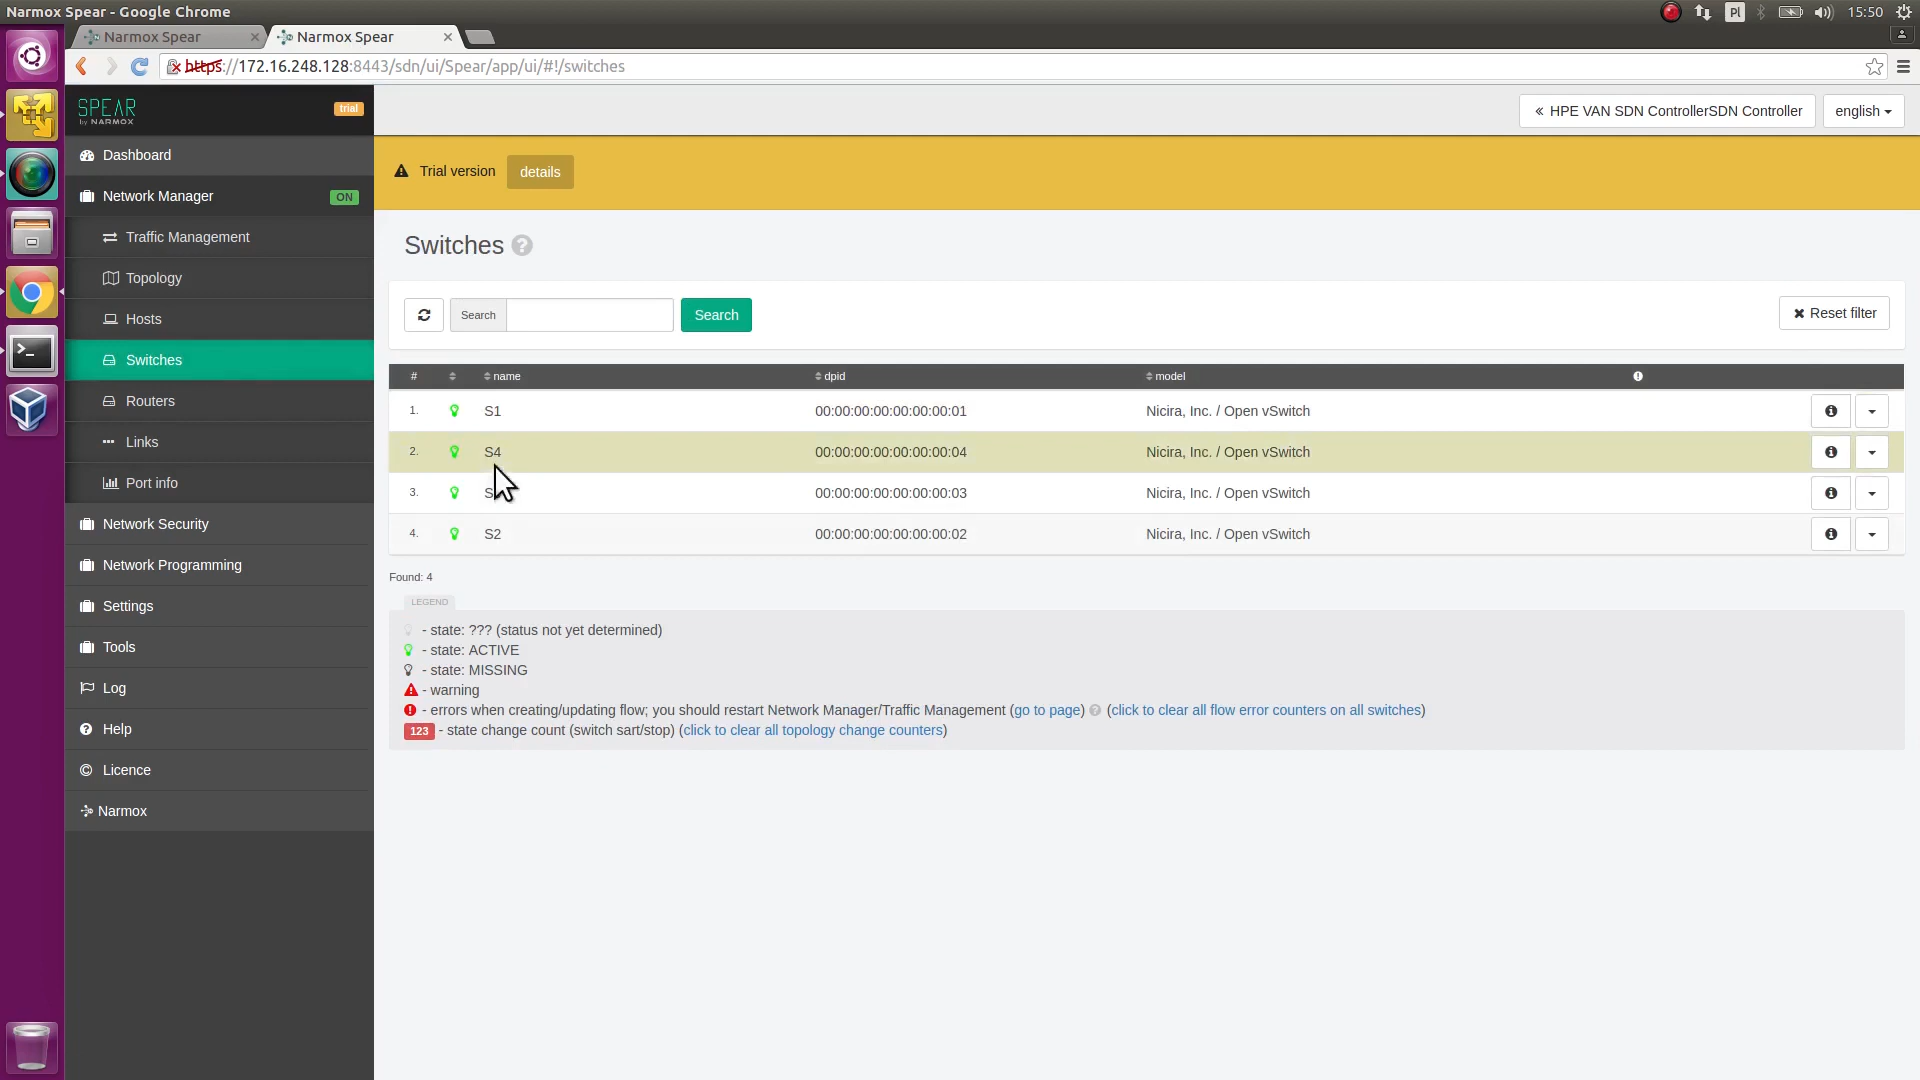 Narmox Spear - Google Chrome
Pl
15:50
Narmox Spear
Narmox Spear
https://172.16.248.128:8443/sdn/ui/Spear/app/ui/#!/switches
SPEAR
by NARMOX
trial
« HPE VAN SDN ControllerSDN Controller
english
Dashboard
Trial version
details
Network Manager
ON
Traffic Management
Topology
Hosts
Switches
Routers
Links
Port info
Network Security
Network Programming
Settings
Tools
Log
Help
Licence
Narmox
Switches
Search
Search
Reset filter
# name dpid model
1. S1 00:00:00:00:00:00:00:01 Nicira, Inc. / Open vSwitch
2. S4 00:00:00:00:00:00:00:04 Nicira, Inc. / Open vSwitch
3. 00:00:00:00:00:00:00:03 Nicira, Inc. / Open vSwitch
4. S2 00:00:00:00:00:00:00:02 Nicira, Inc. / Open vSwitch
Found: 4
LEGEND
- state: ??? (status not yet determined)
- state: ACTIVE
- state: MISSING
- warning
- errors when creating/updating flow; you should restart Network Manager/Traffic Management (go to page) (click to clear all flow error counters on all switches)
123 - state change count (switch sart/stop) (click to clear all topology change counters)